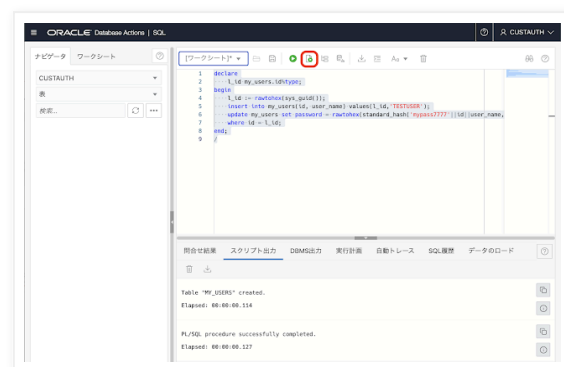 ORACLE Database Actions | SQL
CUSTAUTH
ナビゲータ ワークシート
[ワークシート]*
Aa
CUSTAUTH
表
検索...
1 declare
2 l_id my_users.id%type;
3 begin
4 l_id := rawtohex(sys_guid());
5 insert into my_users(id, user_name) values(l_id,'TESTUSER');
6 update my_users set password = rawtohex(standard_hash('mypass7777'||id||user_name,
7 where id = l_id;
8 end;
9 /
問合せ結果 スクリプト出力 DBMS出力 実行計画 自動トレース SQL履歴 データのロード
Table "MY_USERS" created.
Elapsed: 00:00:00.114
PL/SQL procedure successfully completed.
Elapsed: 00:00:00.127